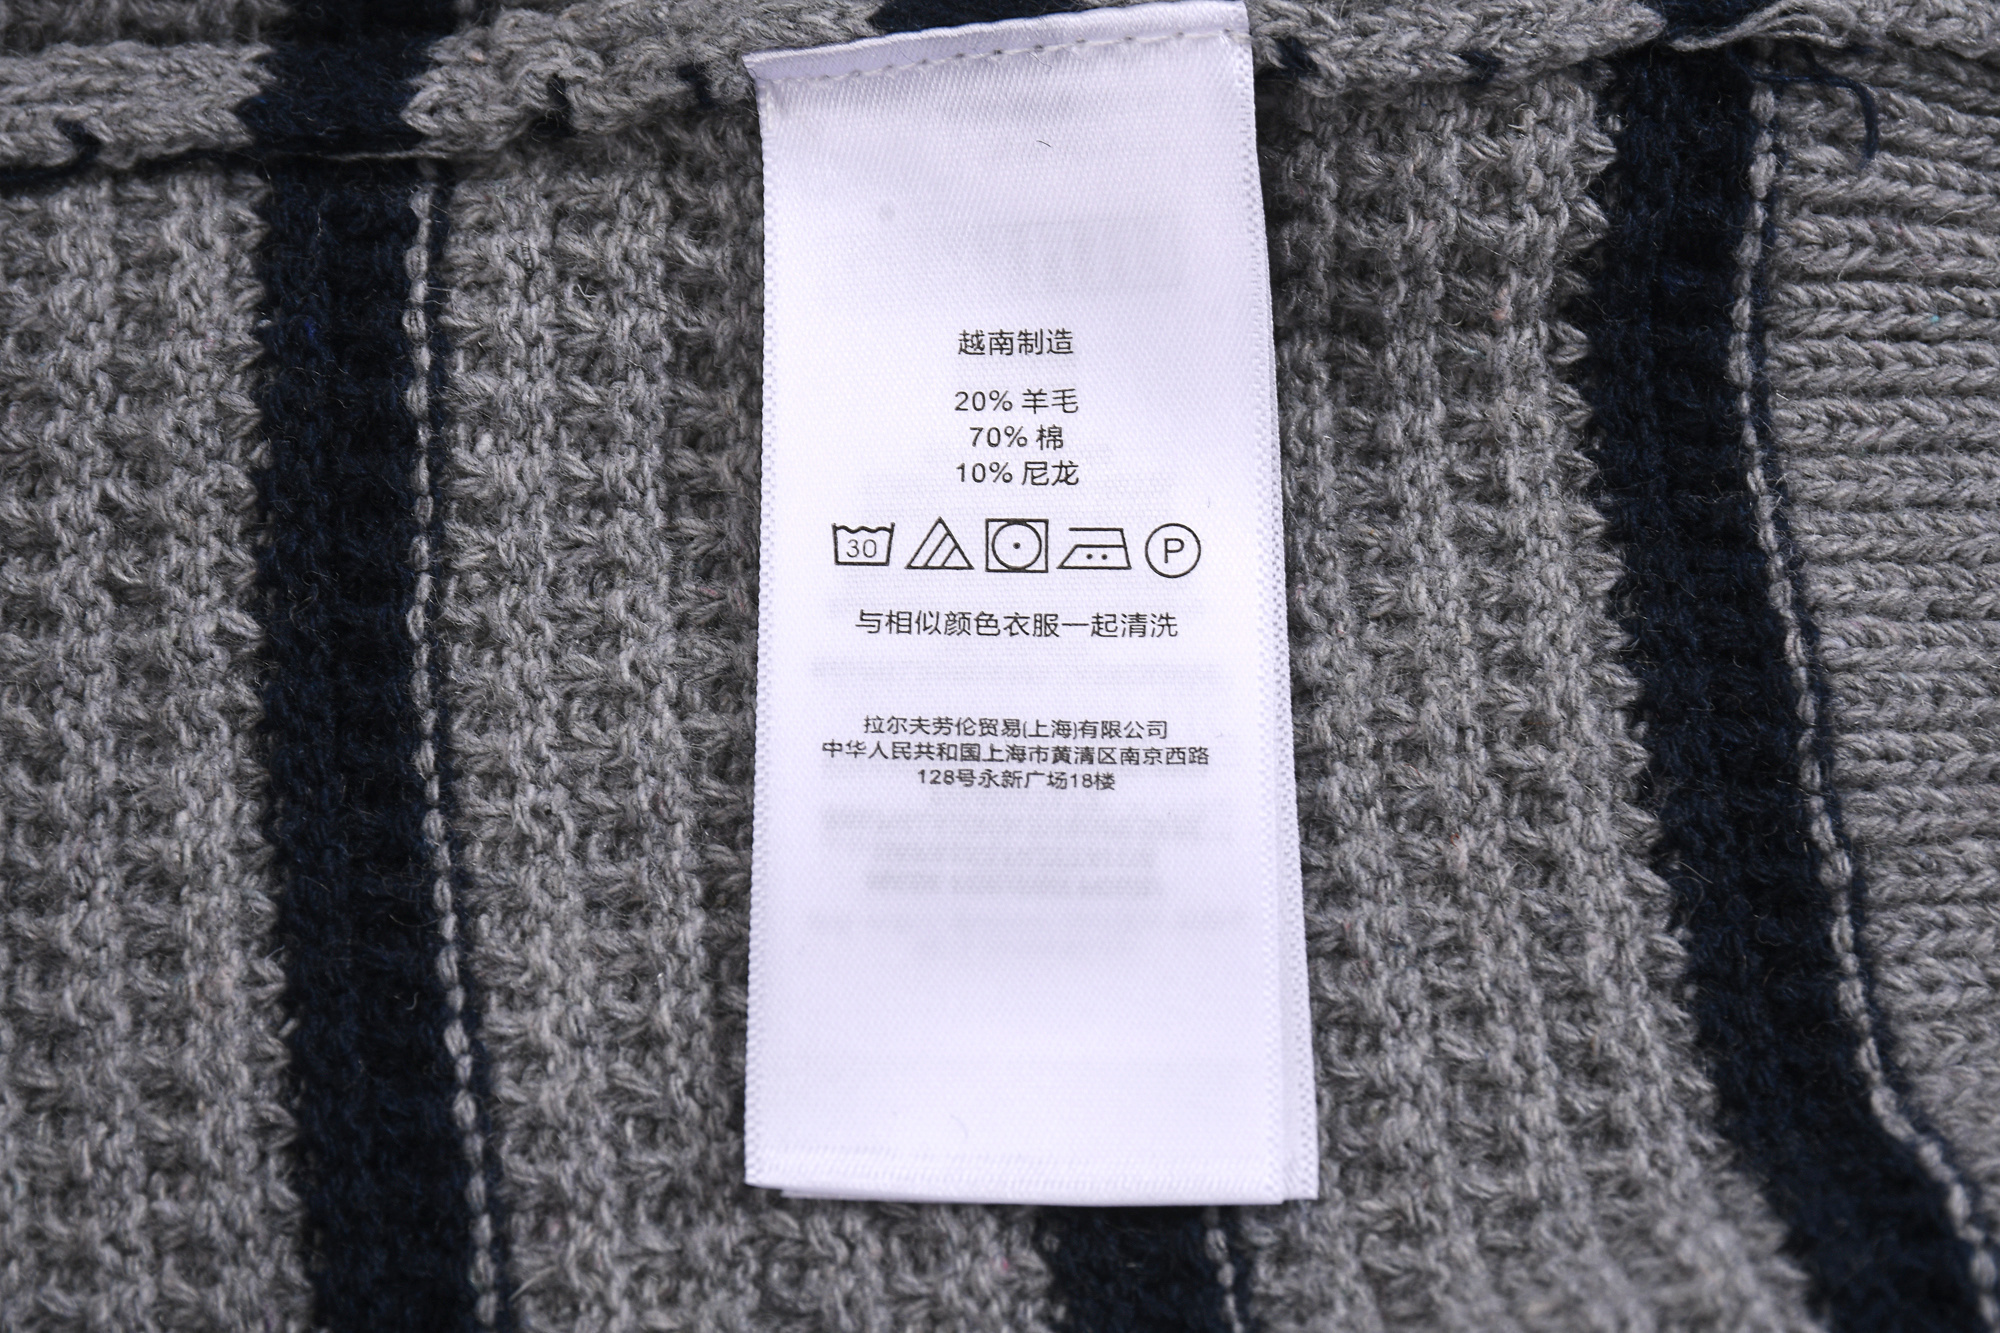 越南制造
20% 羊毛
70% 棉
10% 尼龙
30 P
与相似颜色衣服一起清洗
拉尔夫劳伦贸易(上海)有限公司
中华人民共和国上海市黄清区南京西路
128号永新广场18楼